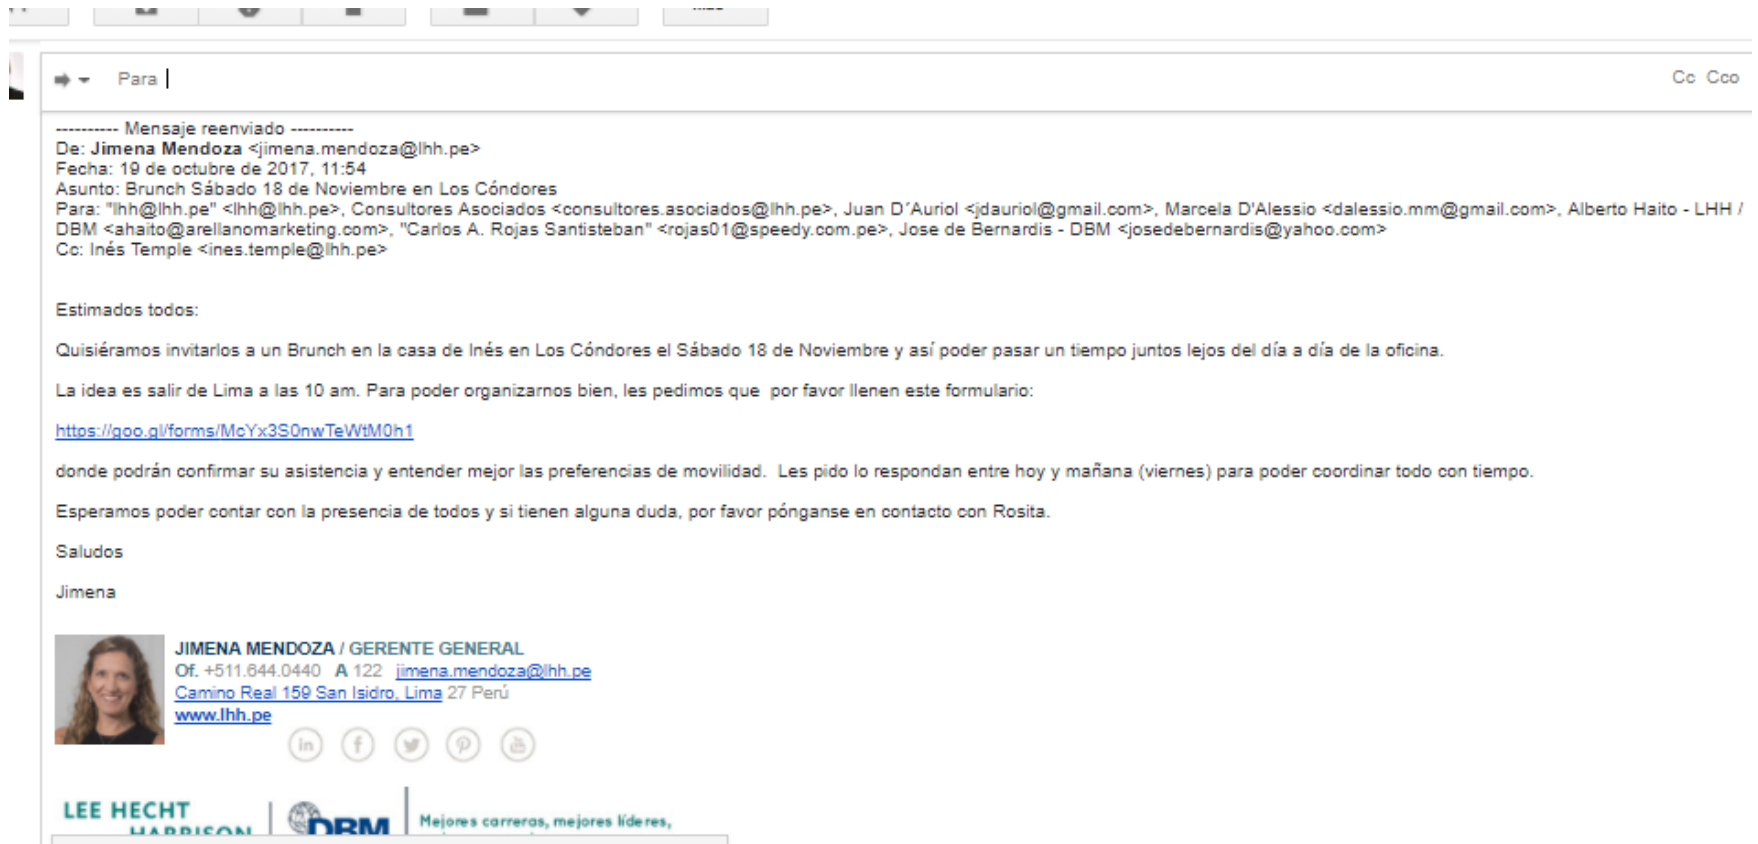 Para
Cc Cco
---------- Mensaje reenviado ----------
De: Jimena Mendoza <jimena.mendoza@lhh.pe>
Fecha: 19 de octubre de 2017, 11:54
Asunto: Brunch Sábado 18 de Noviembre en Los Cóndores
Para: "lhh@lhh.pe" <lhh@lhh.pe>, Consultores Asociados <consultores.asociados@lhh.pe>, Juan D´Auriol <jdauriol@gmail.com>, Marcela D'Alessio <dalessio.mm@gmail.com>, Alberto Haito - LHH /
DBM <ahaito@arellanomarketing.com>, "Carlos A. Rojas Santisteban" <rojas01@speedy.com.pe>, Jose de Bernardis - DBM <josedebernardis@yahoo.com>
Cc: Inés Temple <ines.temple@lhh.pe>
Estimados todos:
Quisiéramos invitarlos a un Brunch en la casa de Inés en Los Cóndores el Sábado 18 de Noviembre y así poder pasar un tiempo juntos lejos del día a día de la oficina.
La idea es salir de Lima a las 10 am. Para poder organizarnos bien, les pedimos que  por favor llenen este formulario:
https://goo.gl/forms/McYx3S0nwTeWtM0h1
donde podrán confirmar su asistencia y entender mejor las preferencias de movilidad.  Les pido lo respondan entre hoy y mañana (viernes) para poder coordinar todo con tiempo.
Esperamos poder contar con la presencia de todos y si tienen alguna duda, por favor pónganse en contacto con Rosita.
Saludos
Jimena
JIMENA MENDOZA / GERENTE GENERAL
Of. +511.644.0440 A 122 jimena.mendoza@lhh.pe
Camino Real 159 San Isidro, Lima 27 Perú
www.lhh.pe
LEE HECHT
HARRISON
DBM
Mejores carreras, mejores líderes,